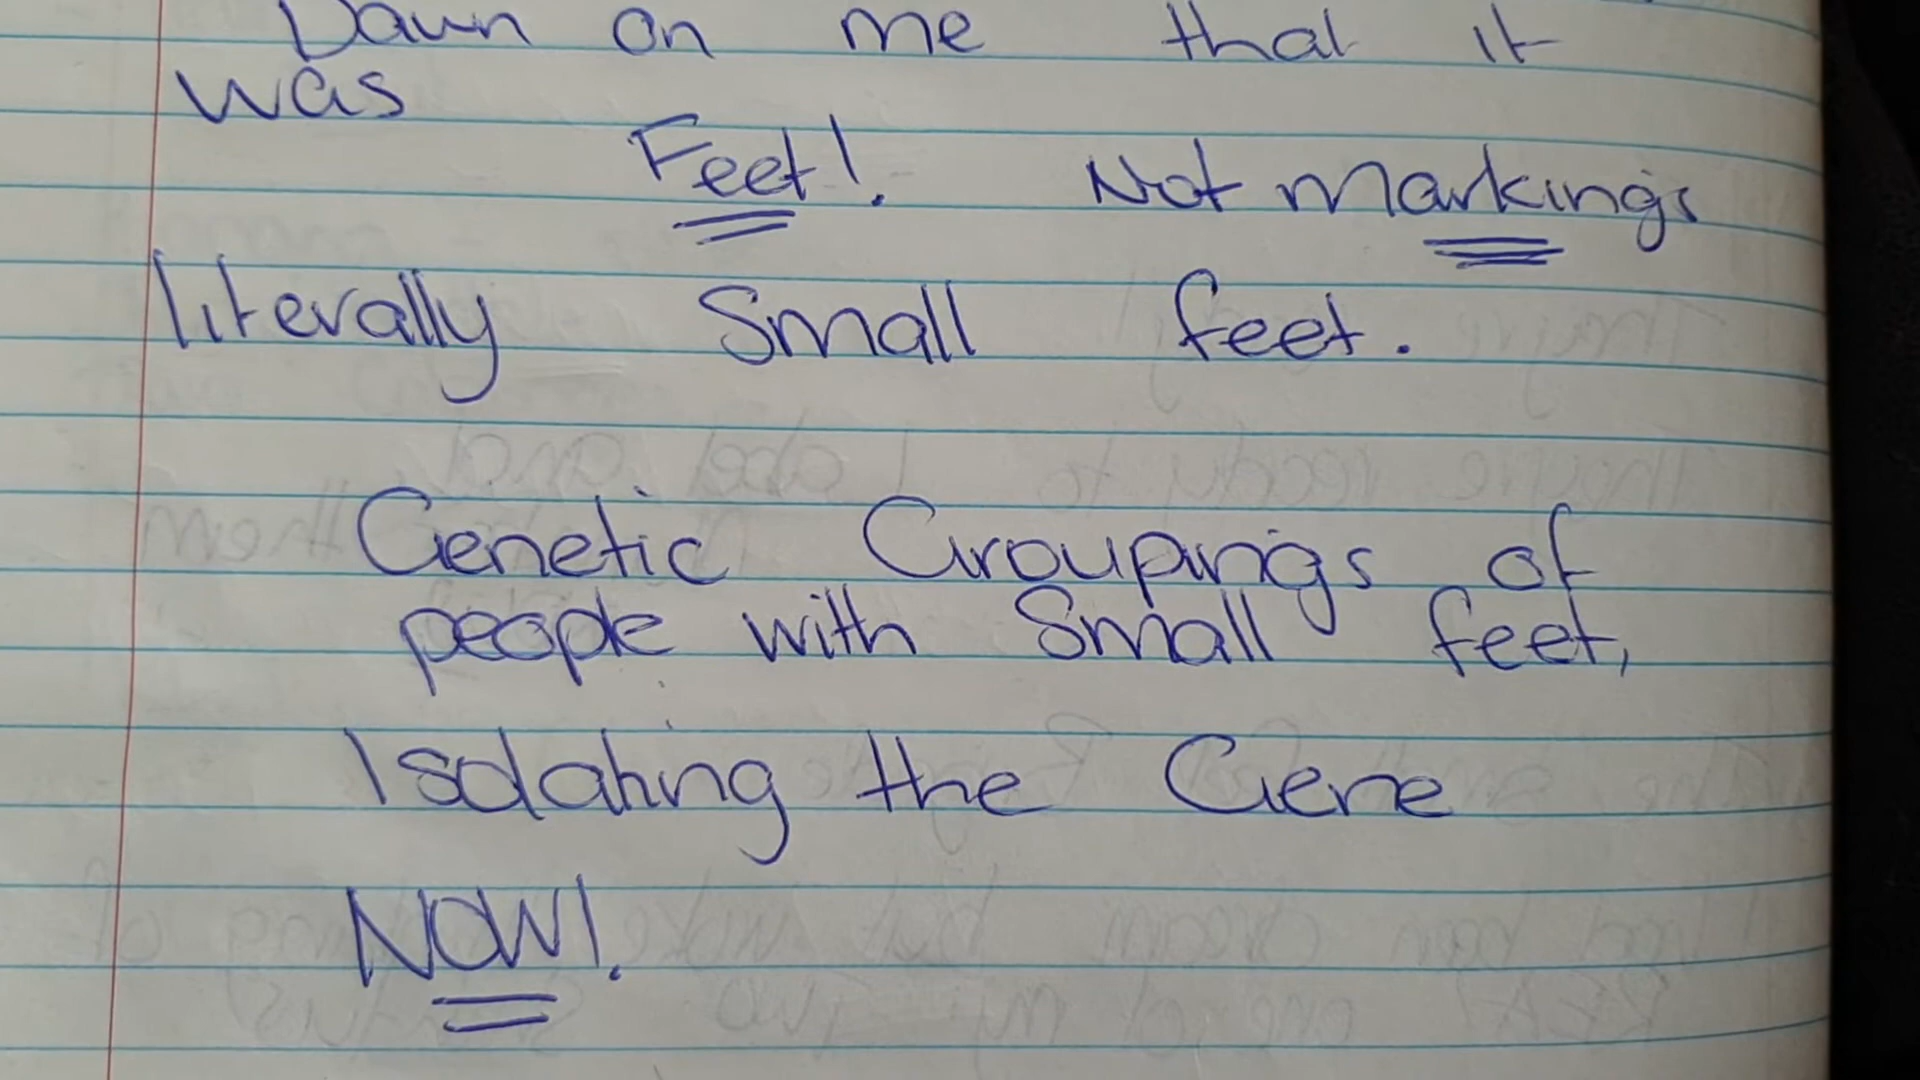 Dawn on me that it
was
Feet! Not Markings
literally Small feet.
Genetic Groupings of
people with Small feet,
Isolating the Gene
NOW!